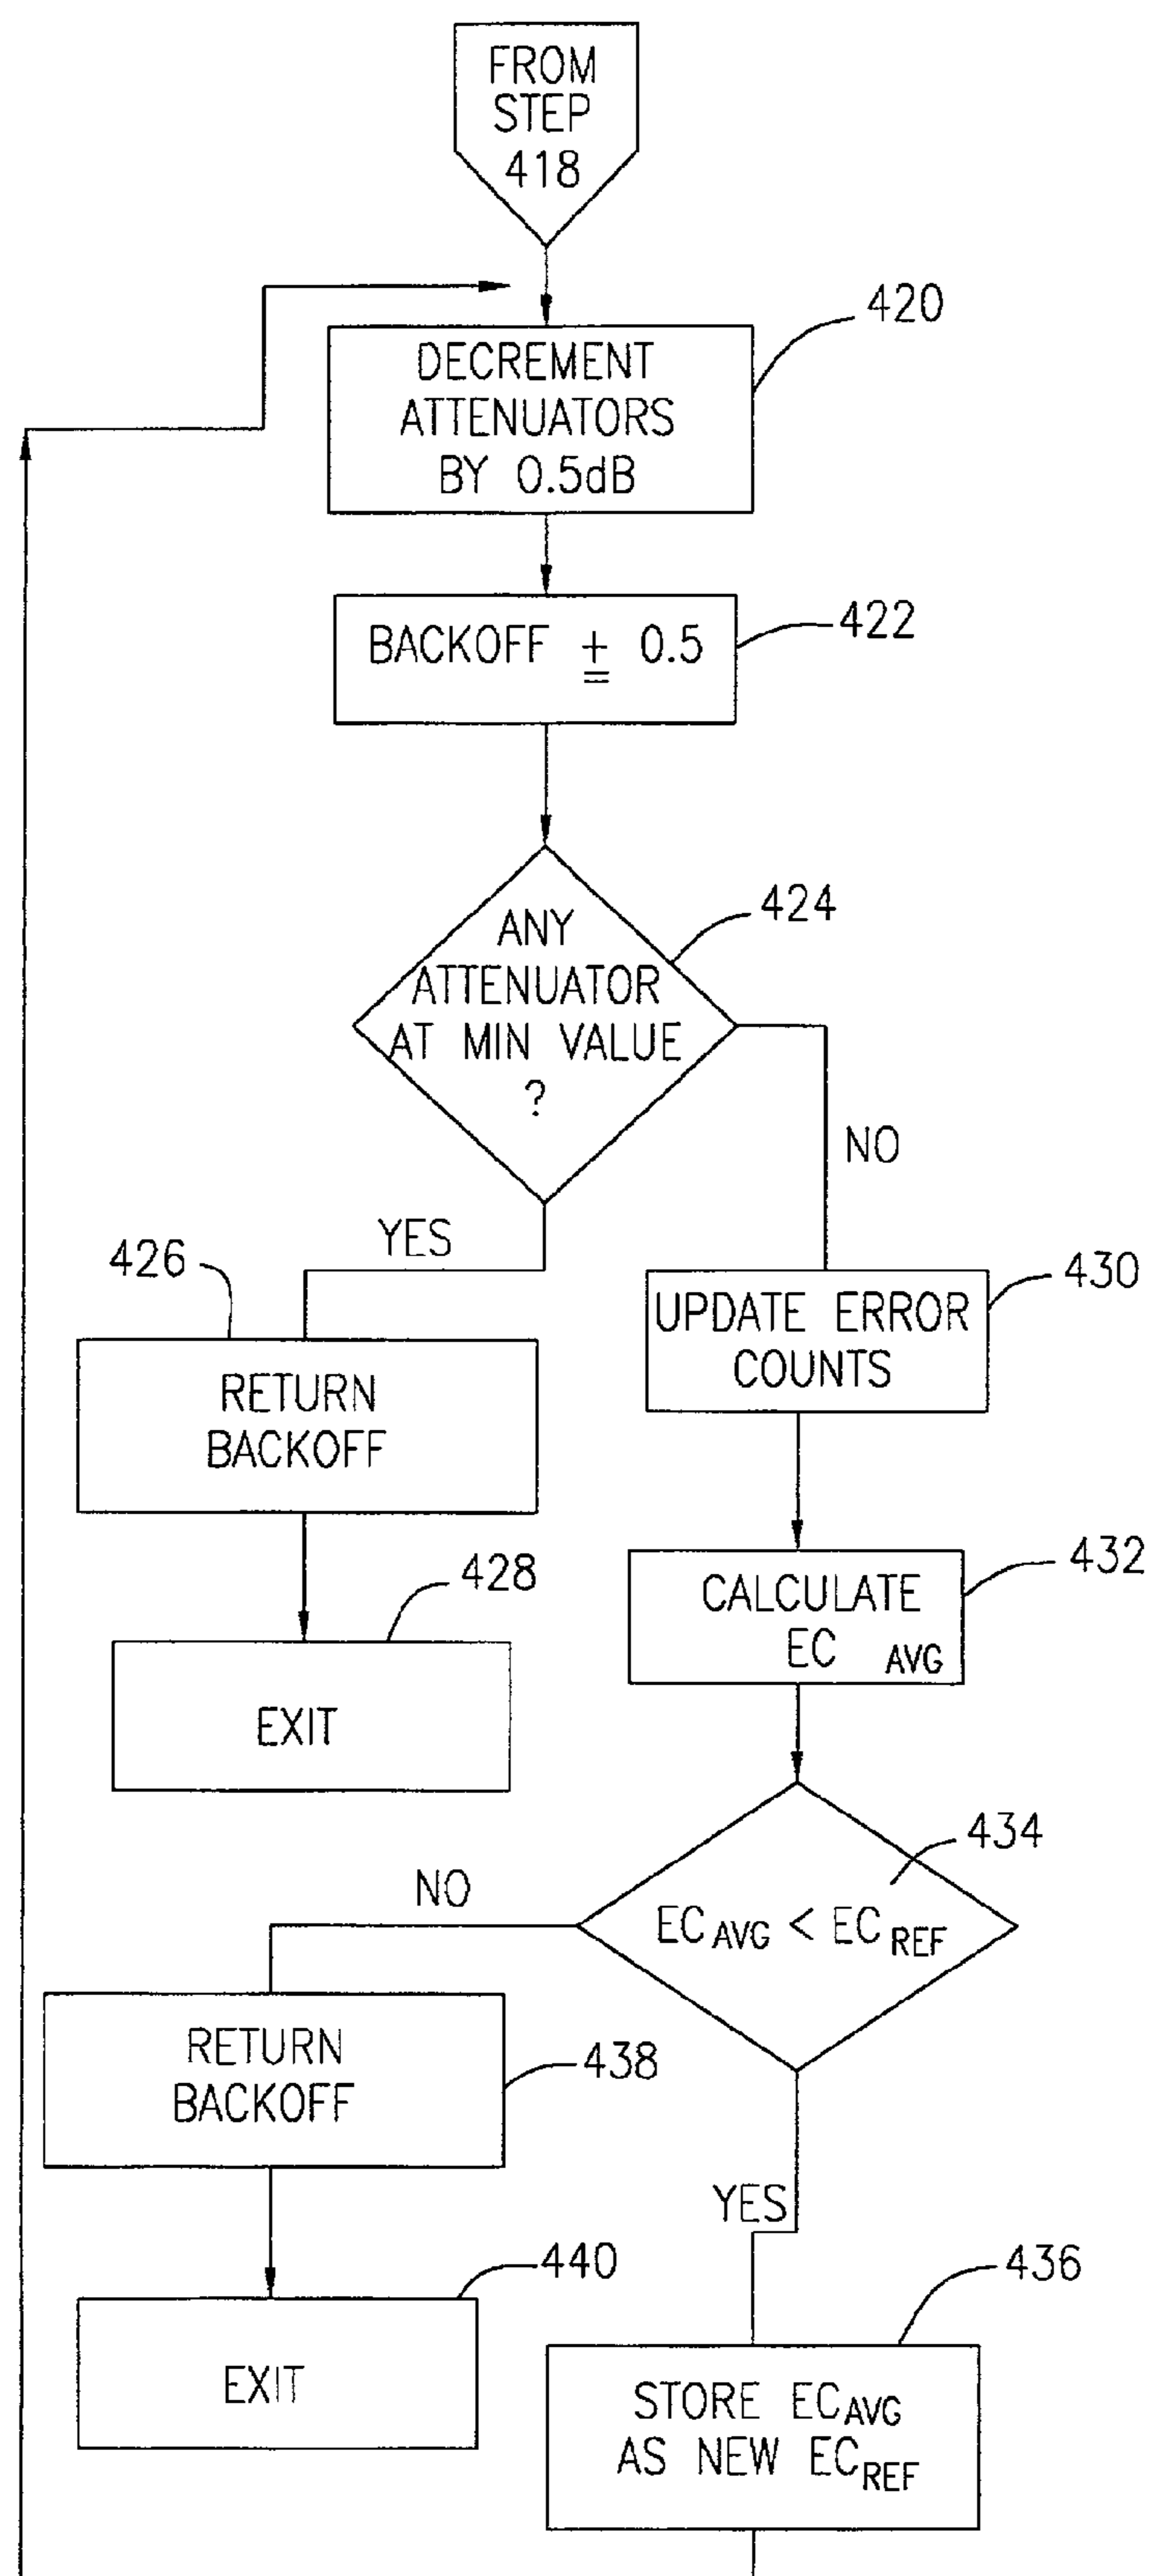 FROM
STEP
418
420
DECREMENT
ATTENUATORS
BY 0.5dB
422
BACKOFF ± 0.5
=
424
ANY
ATTENUATOR
AT MIN VALUE
?
NO
YES
426
RETURN
BACKOFF
428
EXIT
430
UPDATE ERROR
COUNTS
432
CALCULATE
EC AVG
434
EC AVG < EC REF
NO
438
RETURN
BACKOFF
440
EXIT
YES
436
STORE EC AVG
AS NEW EC REF